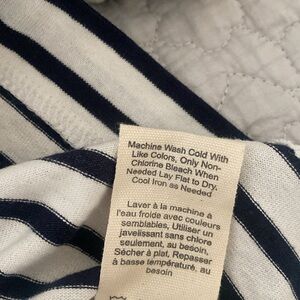 Machine Wash Cold With
Like Colors, Only Non-
Chlorine Bleach When
Needed Lay Flat to Dry,
Cool Iron as Needed
Laver à la machine à
l'eau froide avec couleurs
semblables, Utiliser un
javelissant sans chlore
seulement, au besoin,
Sécher à plat, Repasser
à basse température, au
besoin